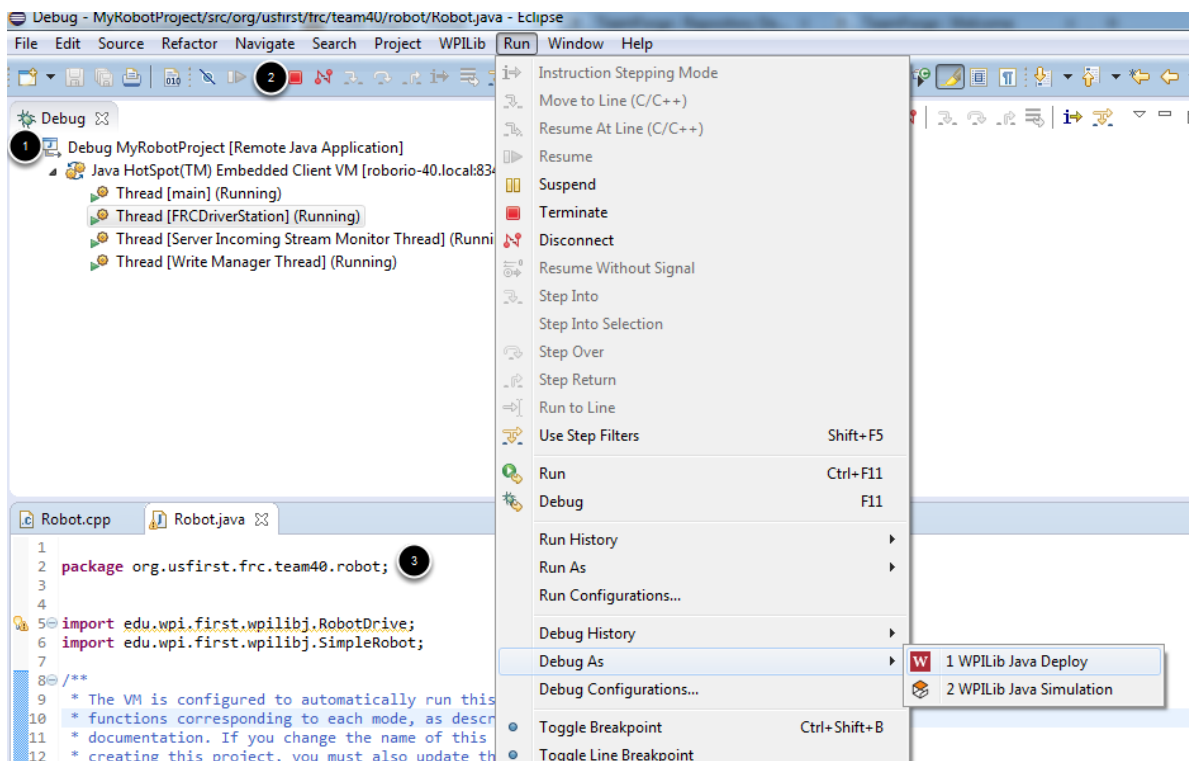 Debug - MyRobotProject/src/org/usfirst/frc/team40/robot/Robot.java - Eclipse
File Edit Source Refactor Navigate Search Project WPILib Run Window Help
2
Debug
1
Debug MyRobotProject [Remote Java Application]
Java HotSpot(TM) Embedded Client VM [roborio-40.local:834
Thread [main] (Running)
Thread [FRCDriverStation] (Running)
Thread [Server Incoming Stream Monitor Thread] (Runni
Thread [Write Manager Thread] (Running)
Instruction Stepping Mode
Move to Line (C/C++)
Resume At Line (C/C++)
Resume
Suspend
Terminate
Disconnect
Resume Without Signal
Step Into
Step Into Selection
Step Over
Step Return
Run to Line
Use Step Filters Shift+F5
Run Ctrl+F11
Debug F11
Run History
Run As
Run Configurations...
Debug History
Debug As
Debug Configurations...
Toggle Breakpoint Ctrl+Shift+B
Toggle Line Breakpoint
1 WPILib Java Deploy
2 WPILib Java Simulation
Robot.cpp Robot.java
1
2 package org.usfirst.frc.team40.robot; 3
3
4
5 import edu.wpi.first.wpilibj.RobotDrive;
6 import edu.wpi.first.wpilibj.SimpleRobot;
7
8 /**
9 * The VM is configured to automatically run this
10 * functions corresponding to each mode, as descr
11 * documentation. If you change the name of this
12 * creating this project, you must also update th